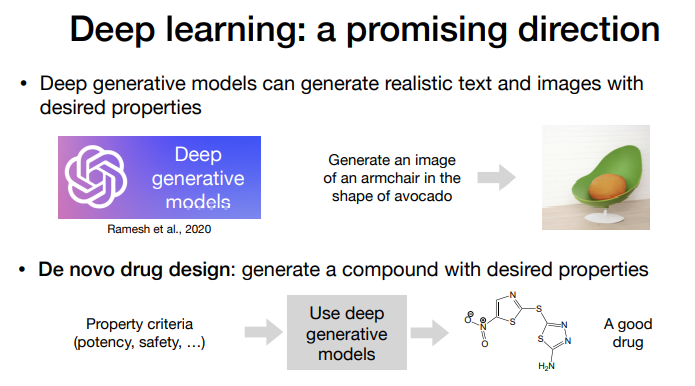 Deep learning: a promising direction
• Deep generative models can generate realistic text and images with
desired properties
Deep
generative
models
Ramesh et al., 2020
Generate an image
of an armchair in the
shape of avocado
• De novo drug design: generate a compound with desired properties
Property criteria
(potency, safety, …)
Use deep
generative
models
N
S
S
N
N
S
H₂N
O
N
O
A good
drug